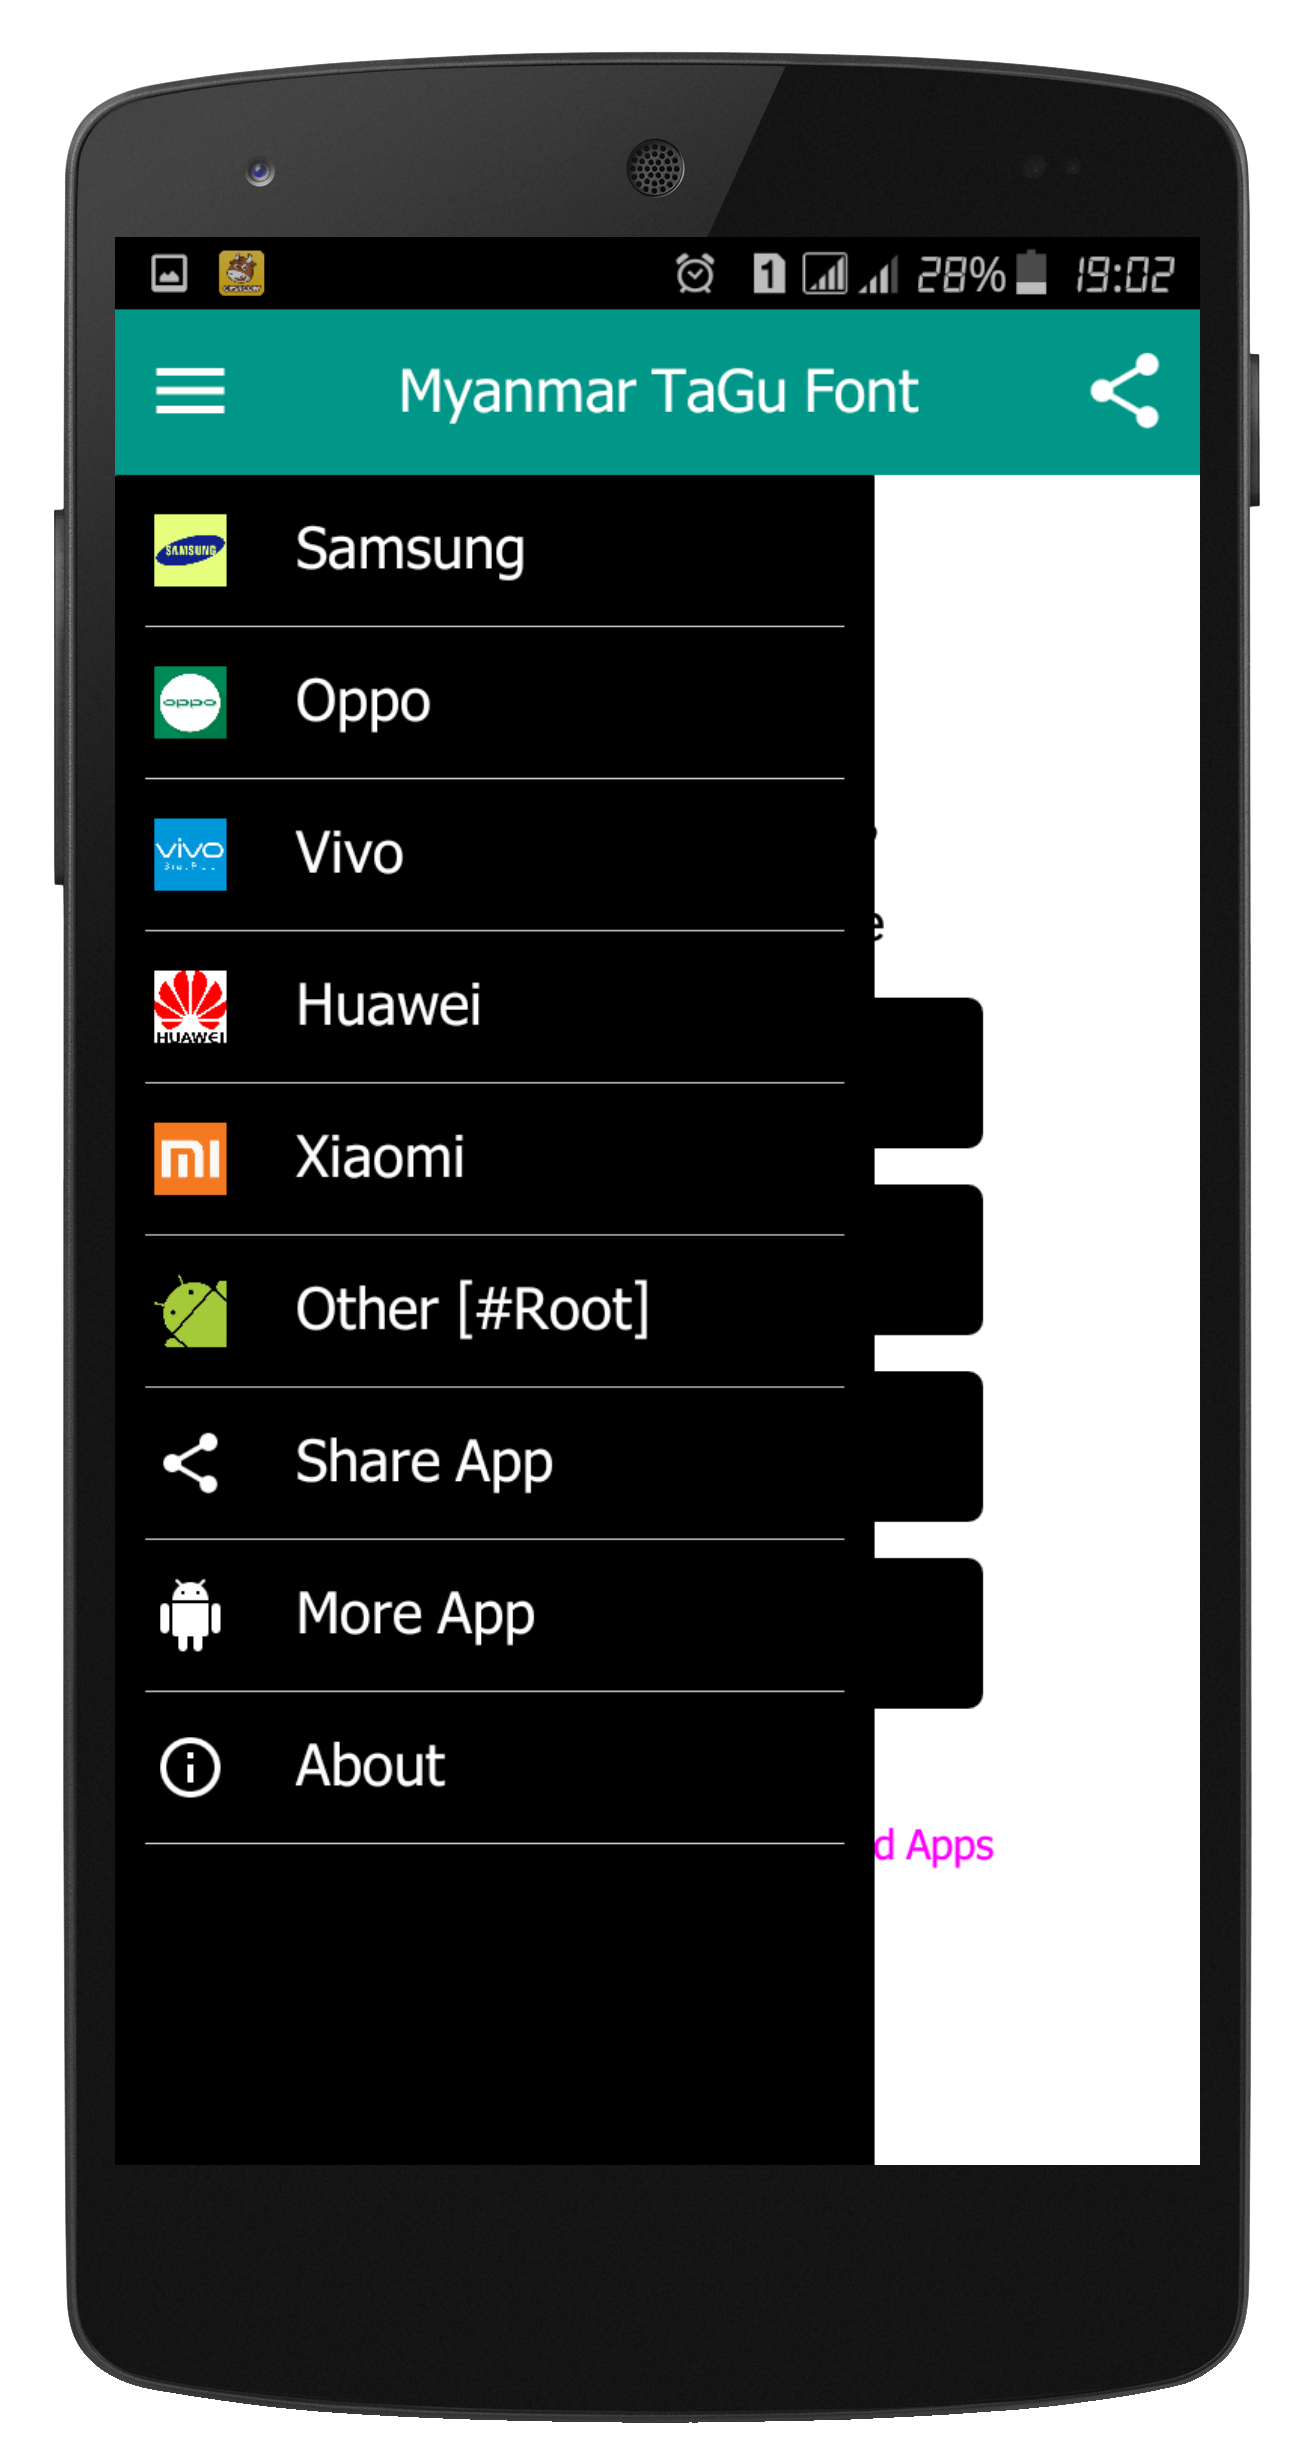 1 28% 19:02
Myanmar TaGu Font
SAMSUNG Samsung
oppo Oppo
vivo Vivo
HUAWEI Huawei
mi Xiaomi
Other [#Root]
Share App
More App
About
d Apps